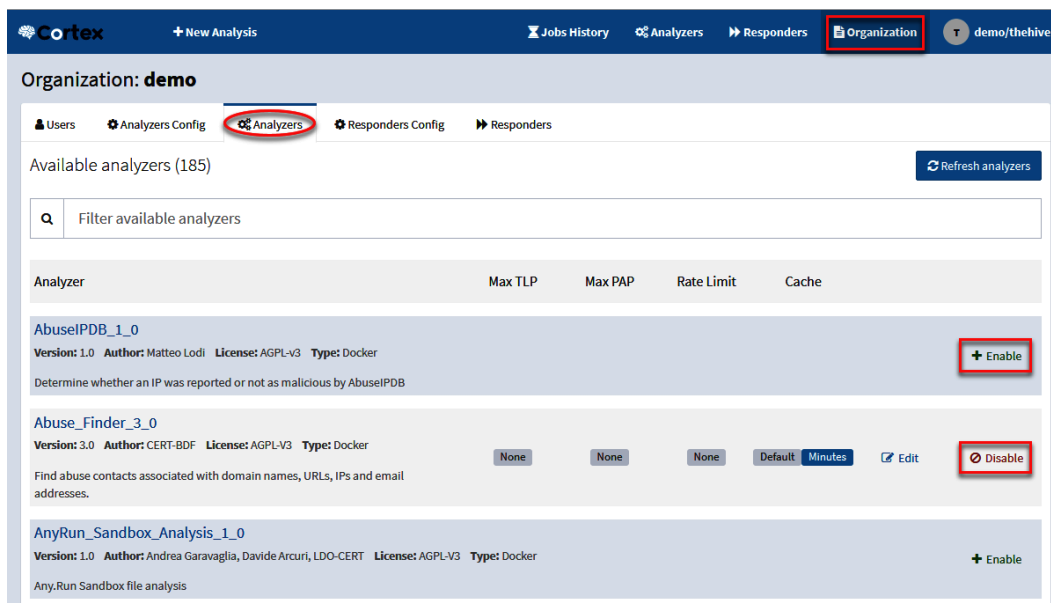 Cortex + New Analysis Jobs History Analyzers Responders Organization T demo/thehive
Organization: demo
Users Analyzers Config Analyzers Responders Config Responders
Available analyzers (185) Refresh analyzers
Filter available analyzers
Analyzer Max TLP Max PAP Rate Limit Cache
AbuseIPDB_1_0
Version: 1.0 Author: Matteo Lodi License: AGPL-v3 Type: Docker
+ Enable
Determine whether an IP was reported or not as malicious by AbuseIPDB
Abuse_Finder_3_0
Version: 3.0 Author: CERT-BDF License: AGPL-V3 Type: Docker
None None None Default Minutes Edit Disable
Find abuse contacts associated with domain names, URLs, IPs and email
addresses.
AnyRun_Sandbox_Analysis_1_0
Version: 1.0 Author: Andrea Garavaglia, Davide Arcuri, LDO-CERT License: AGPL-V3 Type: Docker
+ Enable
Any.Run Sandbox file analysis